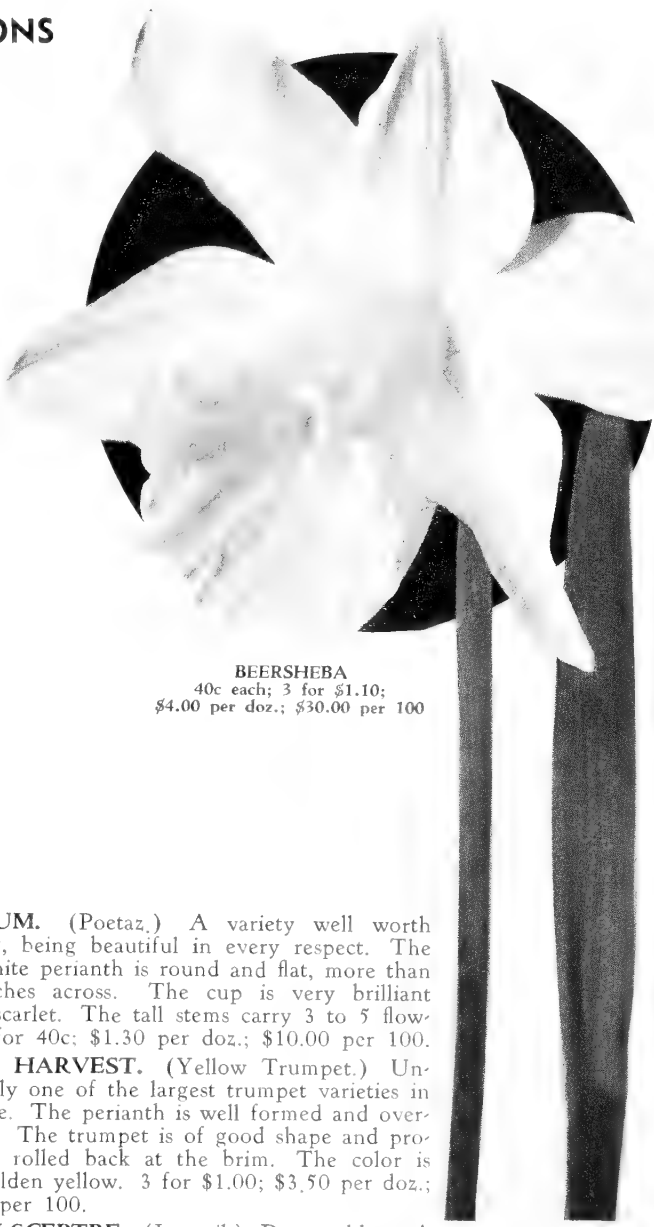 ONS
BEERSHEBA
40c each; 3 for $1.10;
$4.00 per doz.; $30.00 per 100
UM. (Poetaz.) A variety well worth
, being beautiful in every respect. The
ite perianth is round and flat, more than
ches across. The cup is very brilliant
scarlet. The tall stems carry 3 to 5 flow-
or 40c; $1.30 per doz.; $10.00 per 100.
HARVEST. (Yellow Trumpet.) Un-
ly one of the largest trumpet varieties in
e. The perianth is well formed and over-
The trumpet is of good shape and pro-
rolled back at the brim. The color is
lden yellow. 3 for $1.00; $3.50 per doz.;
per 100.